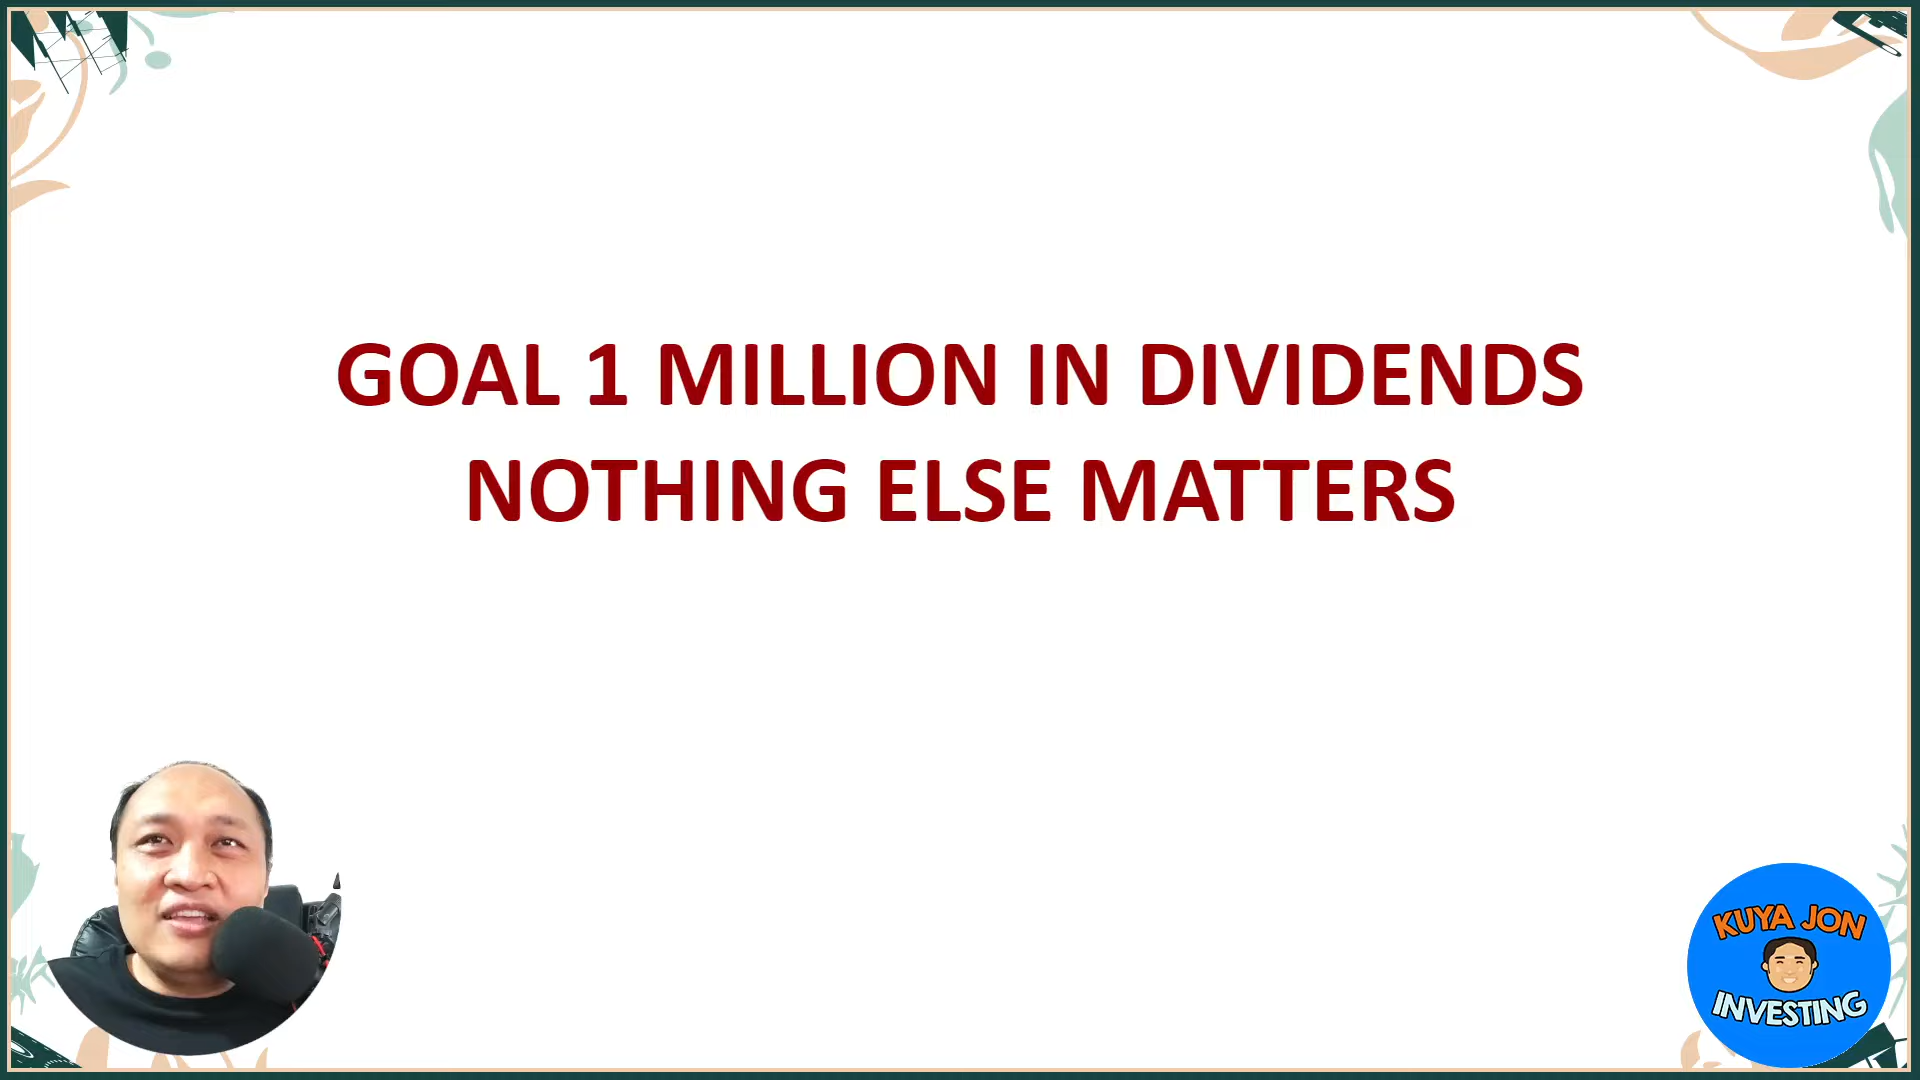 GOAL 1 MILLION IN DIVIDENDS
NOTHING ELSE MATTERS
KUYA JON
INVESTING